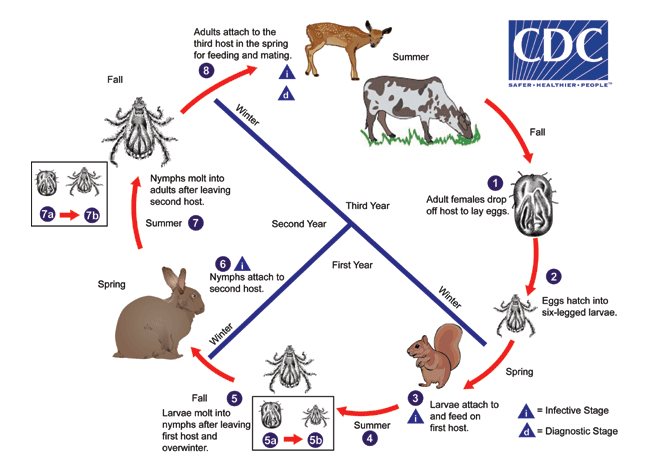 Adults attach to the
third host in the spring
for feeding and mating.
8
i
d
Summer
CDC
SAFER•HEALTHIER•PEOPLE™
Fall
Winter
Fall
1
Adult females drop
off host to lay eggs.
Nymphs molt into
adults after leaving
second host.
7a
7b
Summer
7
Third Year
Second Year
First Year
6
i
Nymphs attach to
second host.
2
Eggs hatch into
six-legged larvae.
Spring
Winter
Winter
Spring
Fall
5
Larvae molt into
nymphs after leaving
first host and
overwinter.
5a
5b
Summer
4
3
i
Larvae attach to
and feed on
first host.
i = Infective Stage
d = Diagnostic Stage